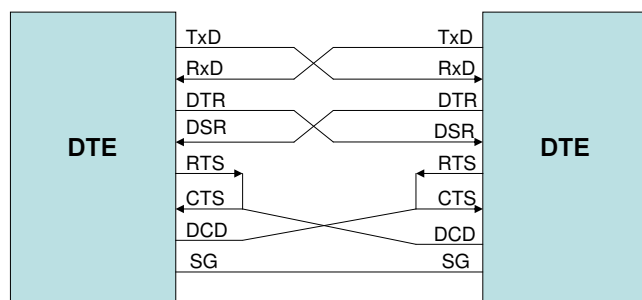 TxD TxD
RxD RxD
DTR DTR
DSR DSR
DTE DTE
RTS RTS
CTS CTS
DCD DCD
SG SG